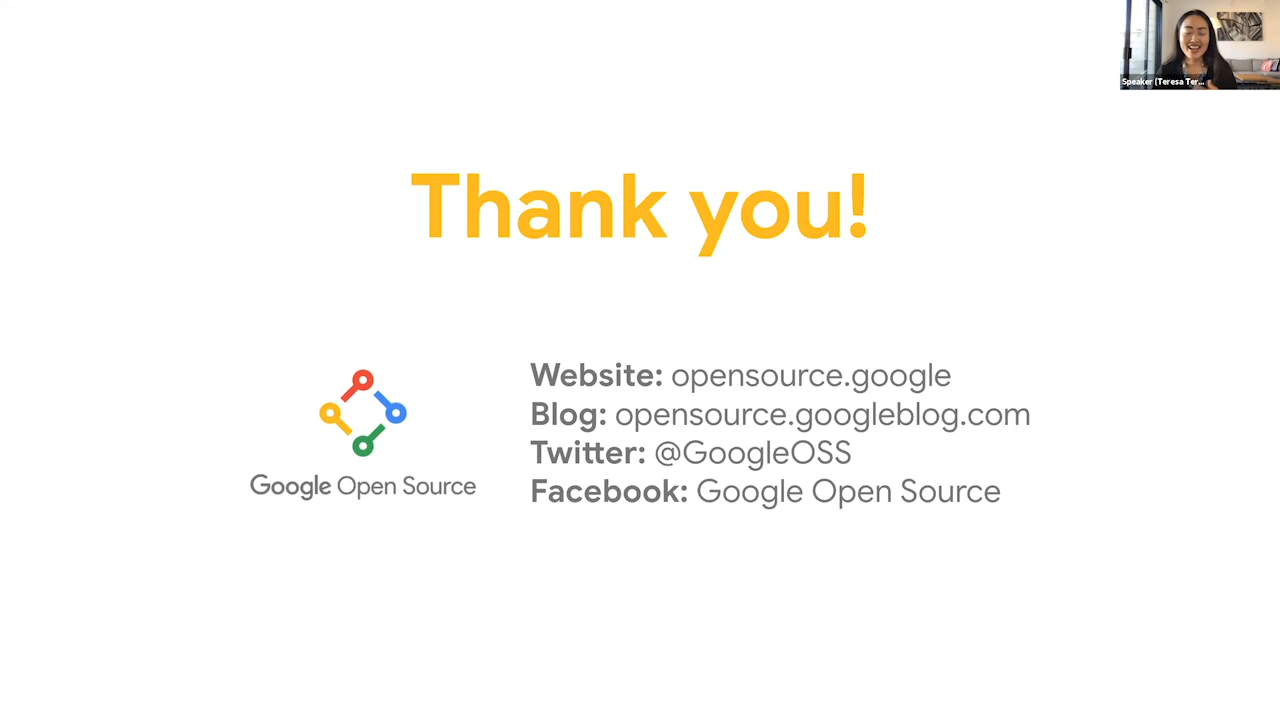 Speaker (Teresa Ter...
Thank you!
Website: opensource.google
Blog: opensource.googleblog.com
Twitter: @GoogleOSS
Facebook: Google Open Source
Google Open Source